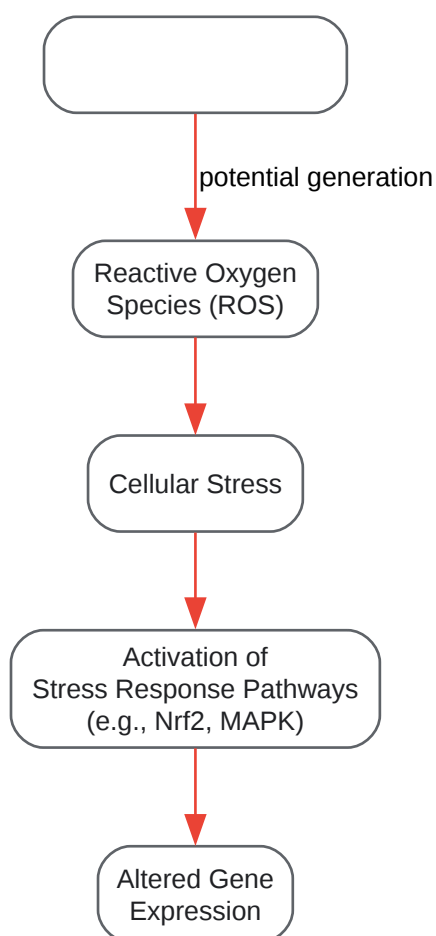 potential generation
Reactive Oxygen
Species (ROS)
Cellular Stress
Activation of
Stress Response Pathways
(e.g., Nrf2, MAPK)
Altered Gene
Expression